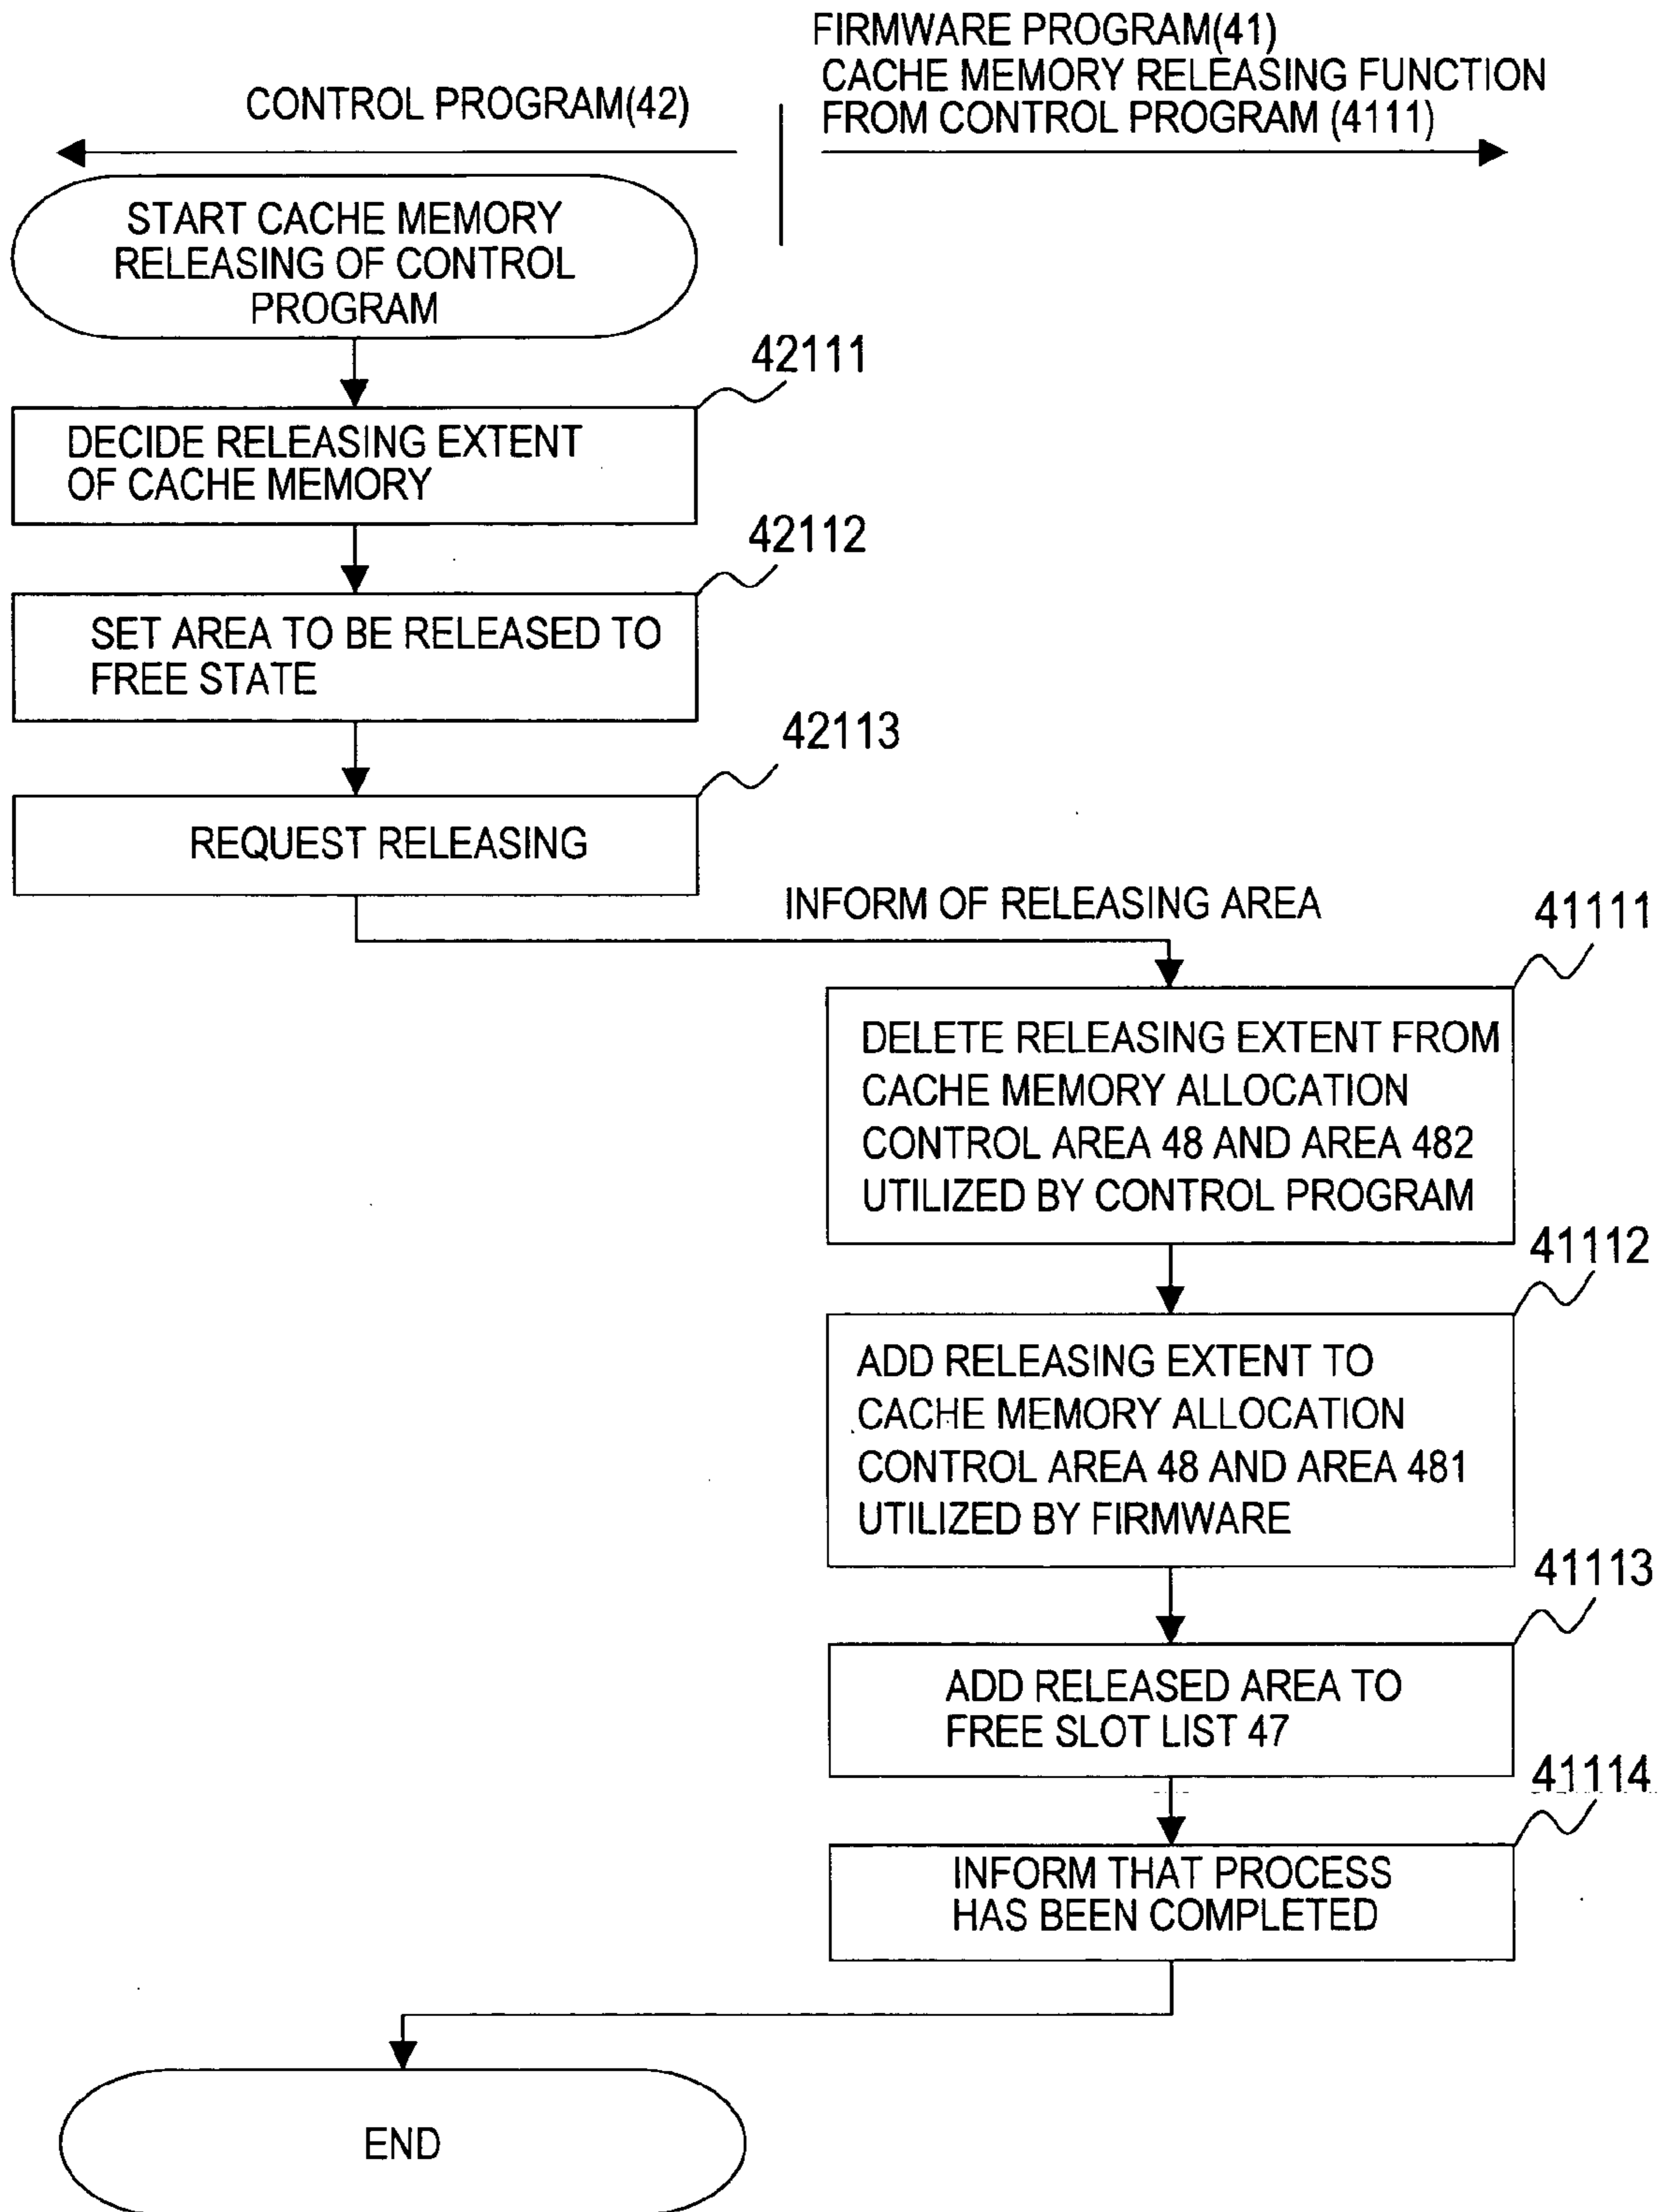 FIRMWARE PROGRAM(41)
CACHE MEMORY RELEASING FUNCTION
FROM CONTROL PROGRAM (4111)
CONTROL PROGRAM(42)
START CACHE MEMORY
RELEASING OF CONTROL
PROGRAM
42111
DECIDE RELEASING EXTENT
OF CACHE MEMORY
42112
SET AREA TO BE RELEASED TO
FREE STATE
42113
REQUEST RELEASING
INFORM OF RELEASING AREA
41111
DELETE RELEASING EXTENT FROM
CACHE MEMORY ALLOCATION
CONTROL AREA 48 AND AREA 482
UTILIZED BY CONTROL PROGRAM
41112
ADD RELEASING EXTENT TO
CACHE MEMORY ALLOCATION
CONTROL AREA 48 AND AREA 481
UTILIZED BY FIRMWARE
41113
ADD RELEASED AREA TO
FREE SLOT LIST 47
41114
INFORM THAT PROCESS
HAS BEEN COMPLETED
END